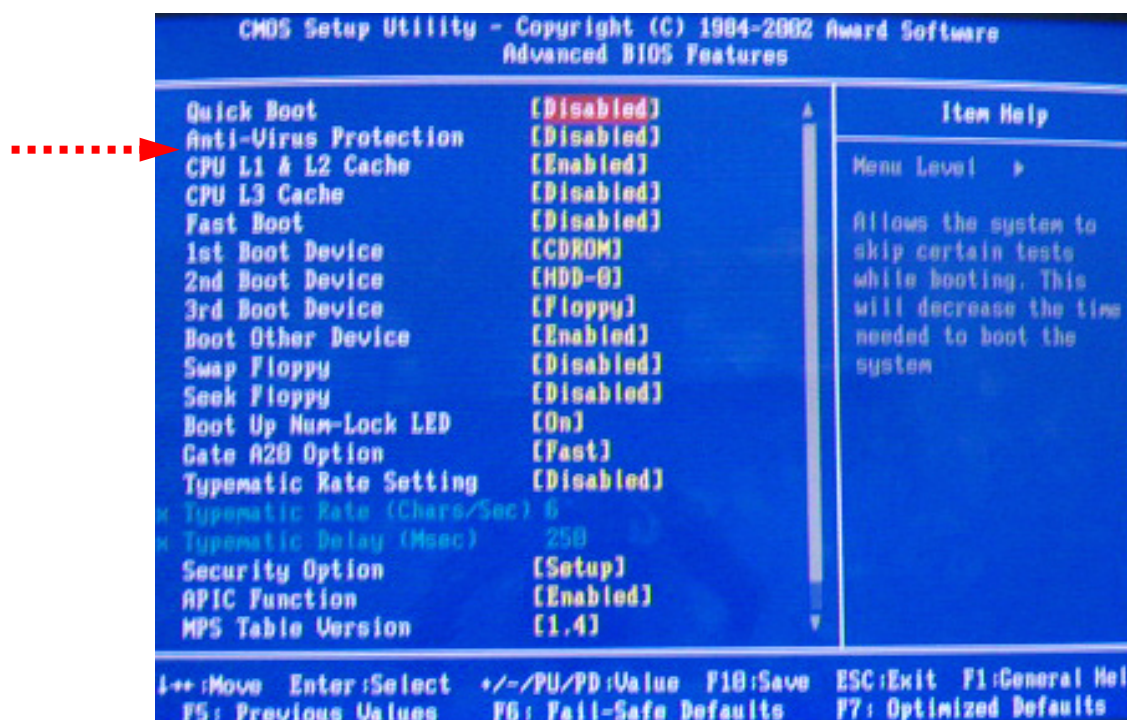 CMOS Setup Utility - Copyright (C) 1984-2002 Award Software
Advanced BIOS Features
Quick Boot [Disabled]
Anti-Virus Protection [Disabled]
CPU L1 & L2 Cache [Enabled]
CPU L3 Cache [Disabled]
Fast Boot [Disabled]
1st Boot Device [CDROM]
2nd Boot Device [HDD-0]
3rd Boot Device [Floppy]
Boot Other Device [Enabled]
Swap Floppy [Disabled]
Seek Floppy [Disabled]
Boot Up Num-Lock LED [On]
Gate A20 Option [Fast]
Typematic Rate Setting [Disabled]
x Typematic Rate (Chars/Sec) 6
x Typematic Delay (Msec) 250
Security Option [Setup]
APIC Function [Enabled]
MPS Table Version [1.4]
Item Help
Menu Level ▸
Allows the system to
skip certain tests
while booting. This
will decrease the time
needed to boot the
system
↓→←:Move Enter:Select +/-/PU/PD:Value F10:Save ESC:Exit F1:General Hel
F5: Previous Values F6: Fail-Safe Defaults F7: Optimized Defaults